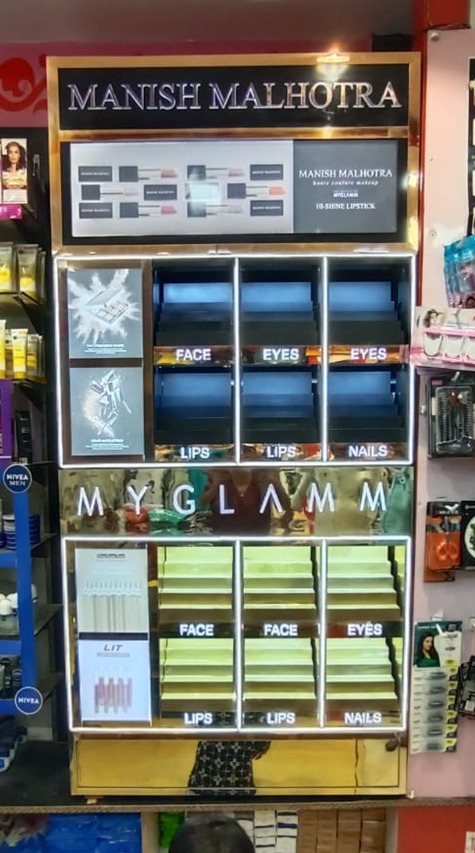 MANISH MALHOTRA
MANISH MALHOTRA
haute couture makeup
MYGLAMM
HI-SHINE LIPSTICK
FACE
EYES
EYES
LIPS
LIPS
NAILS
MYGLAMM
FACE
FACE
EYES
LIT
LIPS
LIPS
NAILS
NIVEA
MEN
NIVEA